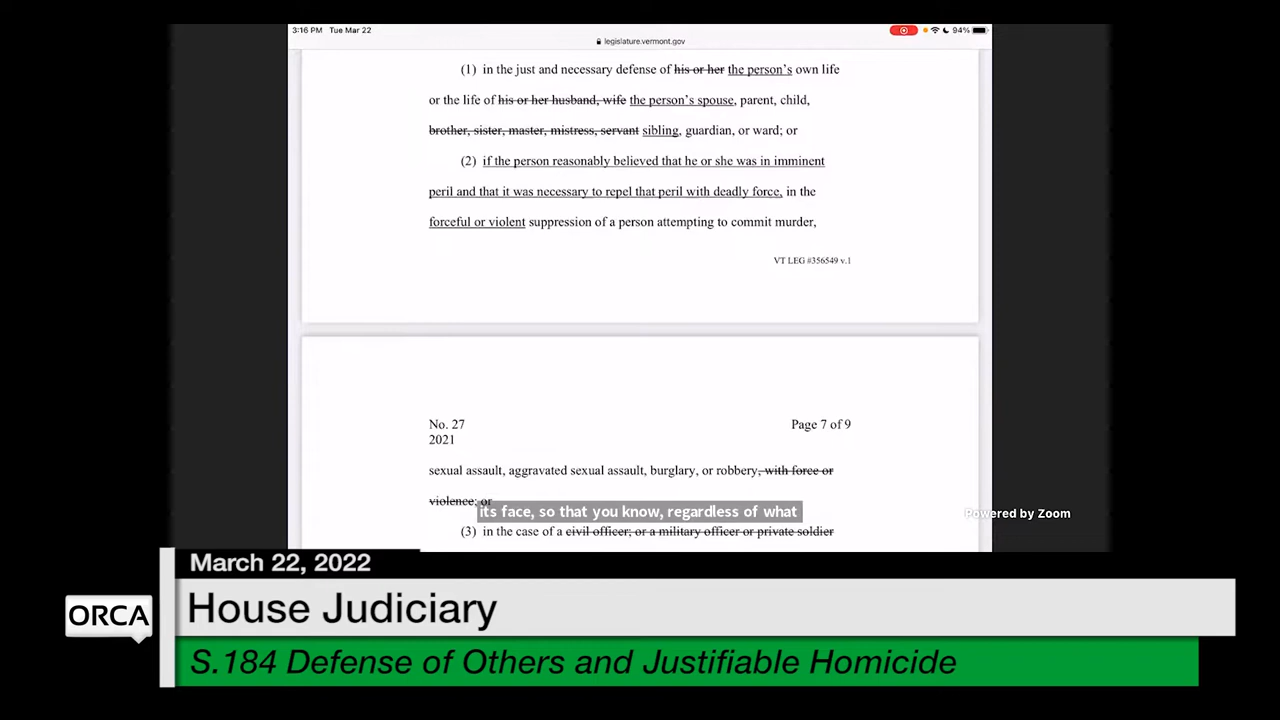 3:16 PM Tue Mar 22
94%
legislature.vermont.gov
(1) in the just and necessary defense of his or her the person's own life
or the life of his or her husband, wife the person's spouse, parent, child,
brother, sister, master, mistress, servant sibling, guardian, or ward; or
(2) if the person reasonably believed that he or she was in imminent
peril and that it was necessary to repel that peril with deadly force, in the
forceful or violent suppression of a person attempting to commit murder,
VT LEG #356549 v.1
No. 27
Page 7 of 9
2021
sexual assault, aggravated sexual assault, burglary, or robbery, with force or
violence; or
its face, so that you know, regardless of what
Powered by Zoom
(3) in the case of a civil officer; or a military officer or private soldier
March 22, 2022
ORCA
House Judiciary
S.184 Defense of Others and Justifiable Homicide